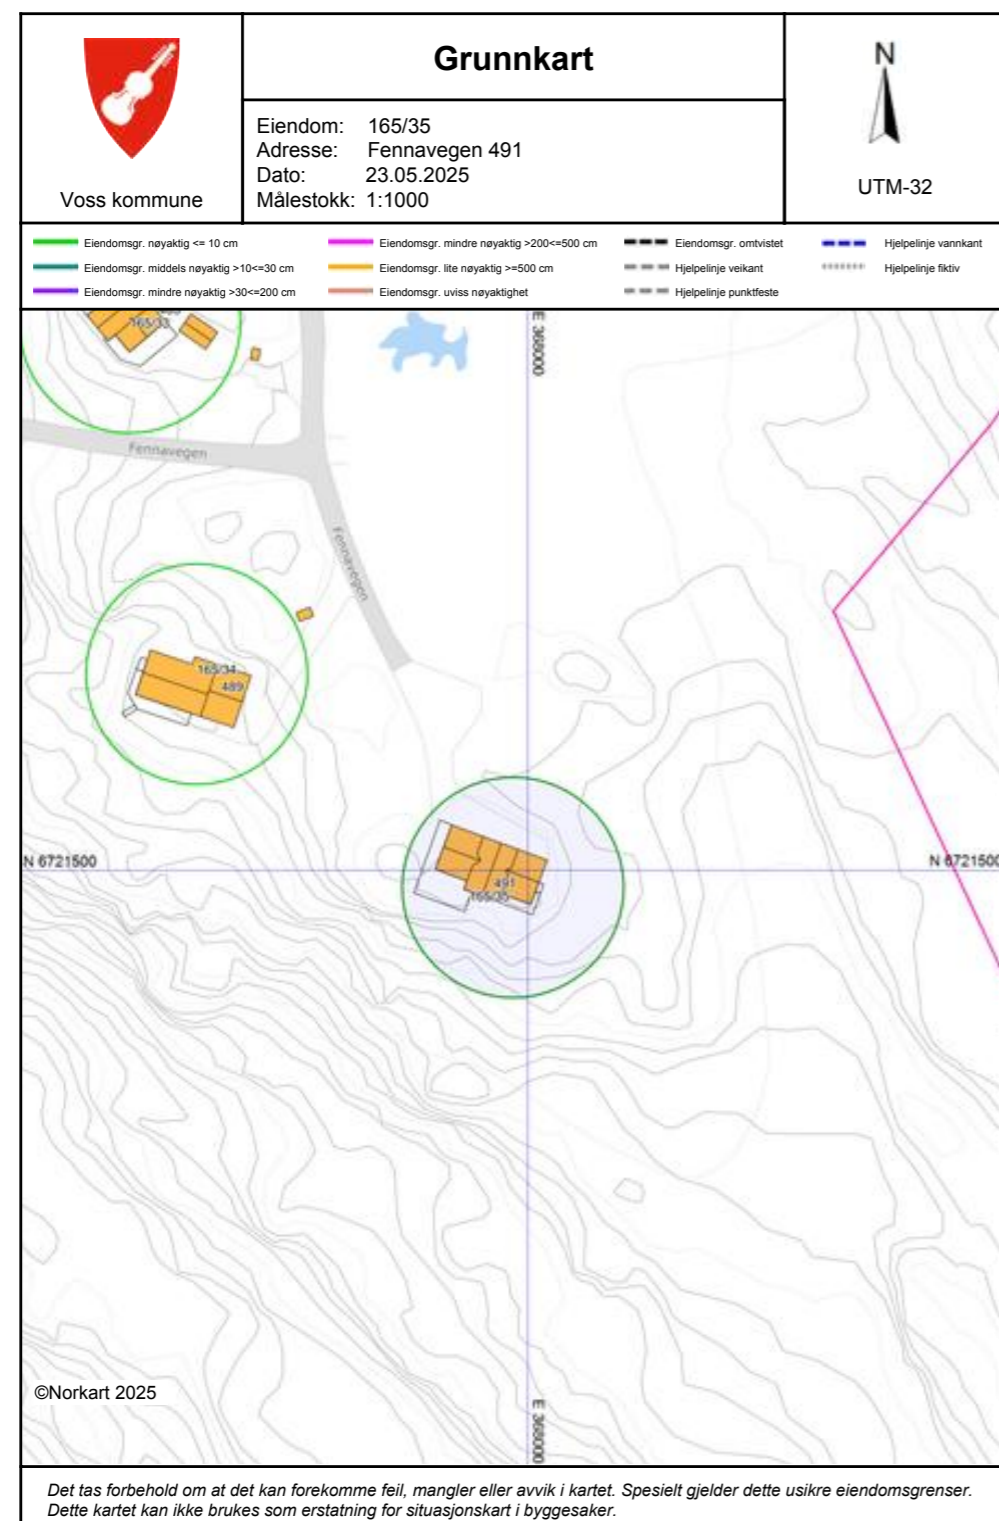 Grunnkart
N
Eiendom: 165/35
Adresse: Fennavegen 491
Dato: 23.05.2025
Målestokk: 1:1000
Voss kommune
UTM-32
Eiendomsgr. nøyaktig <= 10 cm
Eiendomsgr. middels nøyaktig >10<=30 cm
Eiendomsgr. mindre nøyaktig >30<=200 cm
Eiendomsgr. mindre nøyaktig >200<=500 cm
Eiendomsgr. lite nøyaktig >=500 cm
Eiendomsgr. uviss nøyaktighet
Eiendomsgr. omtvistet
Hjelpelinje veikant
Hjelpelinje punktfeste
Hjelpelinje vannkant
Hjelpelinje fiktiv
165/33
E 368000
Fennavegen
Fennavegen
165/34
489
N 6721500
N 6721500
491
165/35
©Norkart 2025
E 368000
Det tas forbehold om at det kan forekomme feil, mangler eller avvik i kartet. Spesielt gjelder dette usikre eiendomsgrenser.
Dette kartet kan ikke brukes som erstatning for situasjonskart i byggesaker.